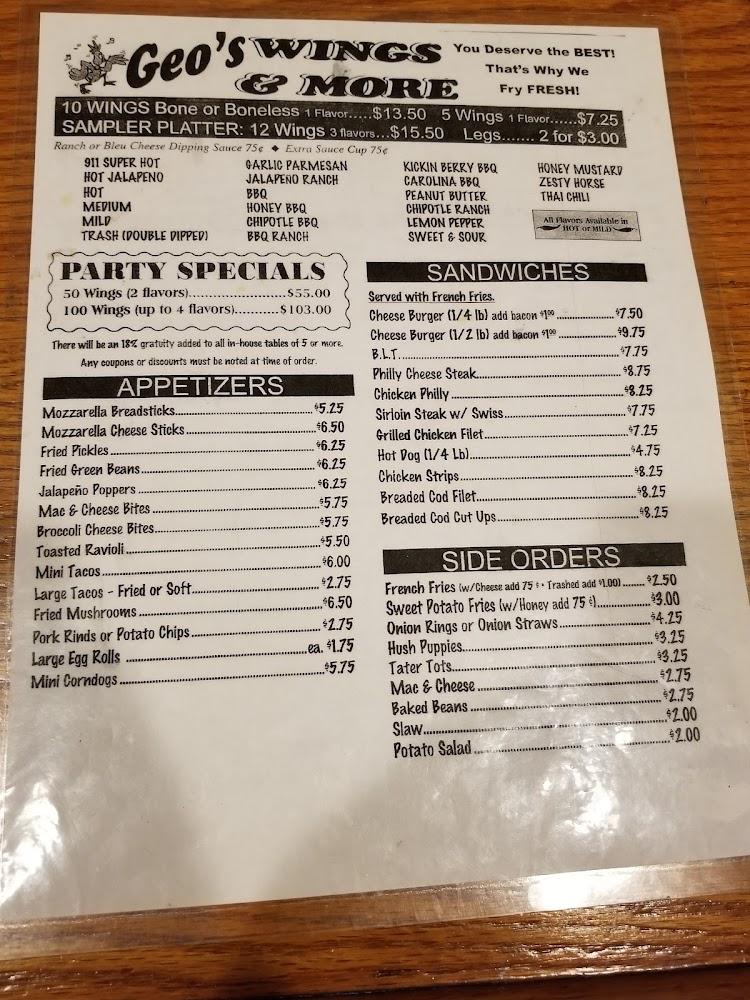 Geo's WINGS & MORE
You Deserve the BEST!
That's Why We
Fry FRESH!
10 WINGS Bone or Boneless 1 Flavor.....$13.50 5 Wings 1 Flavor......$7.25
SAMPLER PLATTER: 12 Wings 3 flavors...$15.50 Legs....... 2 for $3.00
Ranch or Bleu Cheese Dipping Sauce 75¢ ◆ Extra Sauce Cup 75¢
911 SUPER HOT
HOT JALAPEÑO
HOT
MEDIUM
MILD
TRASH (DOUBLE DIPPED)
GARLIC PARMESAN
JALAPEÑO RANCH
BBQ
HONEY BBQ
CHIPOTLE BBQ
BBQ RANCH
KICKIN BERRY BBQ
CAROLINA BBQ
PEANUT BUTTER
CHIPOTLE RANCH
LEMON PEPPER
SWEET & SOUR
HONEY MUSTARD
ZESTY HORSE
THAI CHILI
All Flavors Available in
HOT or MILD
PARTY SPECIALS
50 Wings (2 flavors)......................$55.00
100 Wings (up to 4 flavors)..........$103.00
There will be an 18% gratuity added to all in-house tables of 5 or more.
Any coupons or discounts must be noted at time of order.
APPETIZERS
Mozzarella Breadsticks.......$5.25
Mozzarella Cheese Sticks.......$6.50
Fried Pickles.......$6.25
Fried Green Beans.......$6.25
Jalapeño Poppers.......$6.25
Mac & Cheese Bites.......$5.75
Broccoli Cheese Bites.......$5.75
Toasted Ravioli.......$5.50
Mini Tacos.......$6.00
Large Tacos - Fried or Soft.......$2.75
Fried Mushrooms.......$6.50
Pork Rinds or Potato Chips.......$2.75
Large Egg Rolls.......ea. $1.75
Mini Corndogs.......$5.75
SANDWICHES
Served with French Fries.
Cheese Burger (1/4 lb) add bacon $1.00.......$7.50
Cheese Burger (1/2 lb) add bacon $1.00.......$9.75
B.L.T.......$7.75
Philly Cheese Steak.......$8.75
Chicken Philly.......$8.25
Sirloin Steak w/ Swiss.......$7.75
Grilled Chicken Filet.......$7.25
Hot Dog (1/4 Lb).......$4.75
Chicken Strips.......$8.25
Breaded Cod Filet.......$8.25
Breaded Cod Cut Ups.......$8.25
SIDE ORDERS
French Fries (w/Cheese add 75 ¢ • Trashed add $1.00).......$2.50
Sweet Potato Fries (w/Honey add 75 ¢).......$3.00
Onion Rings or Onion Straws.......$4.25
Hush Puppies.......$3.25
Tater Tots.......$3.25
Mac & Cheese.......$2.75
Baked Beans.......$2.75
Slaw.......$2.00
Potato Salad.......$2.00